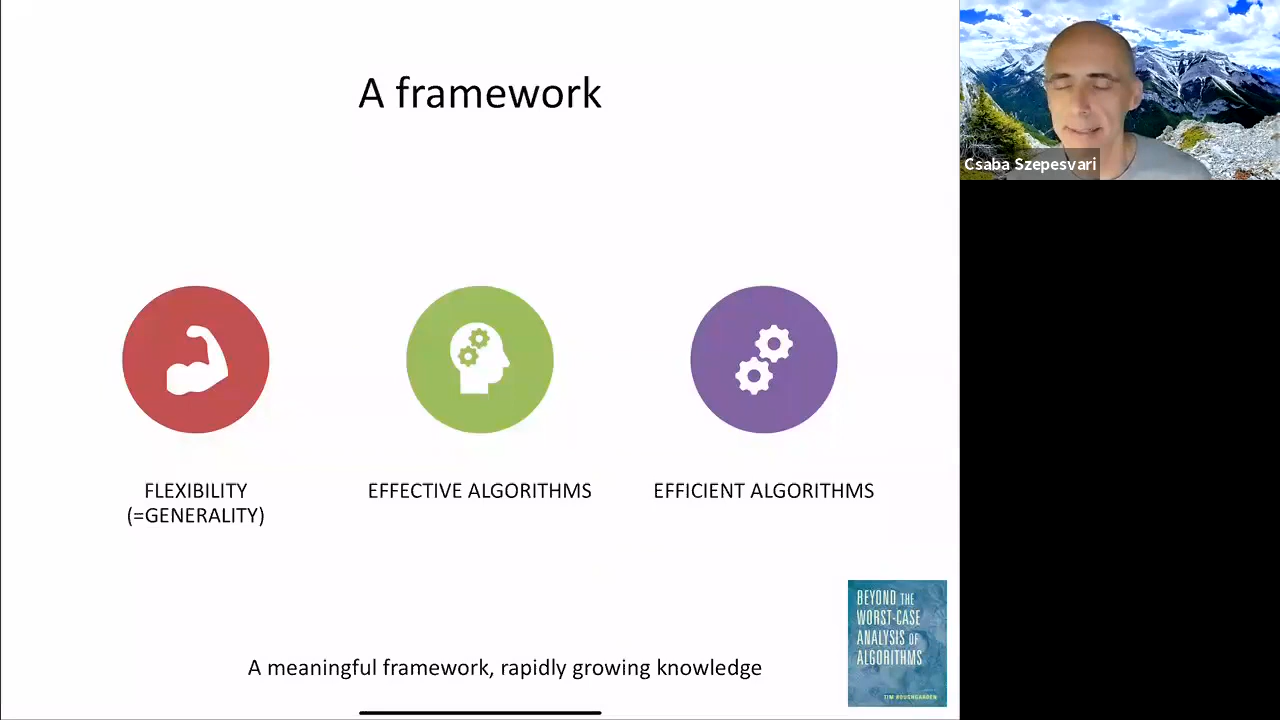 A framework
Csaba Szepesvari
FLEXIBILITY
(=GENERALITY)
EFFECTIVE ALGORITHMS
EFFICIENT ALGORITHMS
BEYOND THE
WORST-CASE
ANALYSIS OF
ALGORITHMS
TIM ROUGHGARDEN
A meaningful framework, rapidly growing knowledge